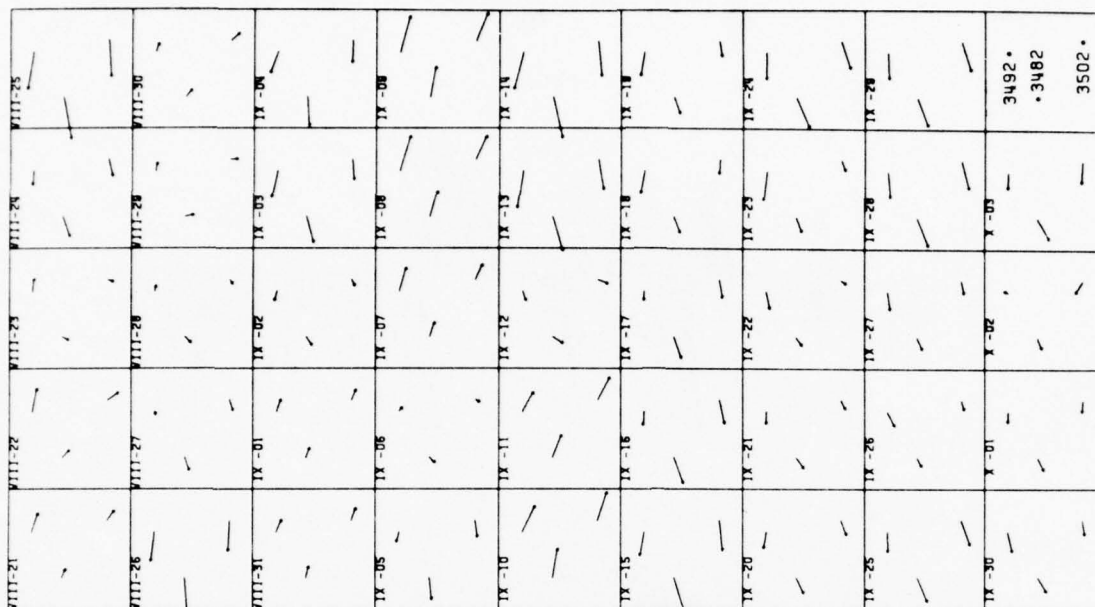 VIII-21
VIII-22
VIII-23
VIII-24
VIII-25
VIII-26
VIII-27
VIII-28
VIII-29
VIII-30
VIII-31
IX -01
IX -02
IX -03
IX -04
IX -05
IX -06
IX -07
IX -08
IX -09
IX -10
IX -11
IX -12
IX -13
IX -14
IX -15
IX -16
IX -17
IX -18
IX -19
IX -20
IX -21
IX -22
IX -23
IX -24
IX -25
IX -26
IX -27
IX -28
IX -29
IX -30
X -01
X -02
X -03
3492
3482
3502